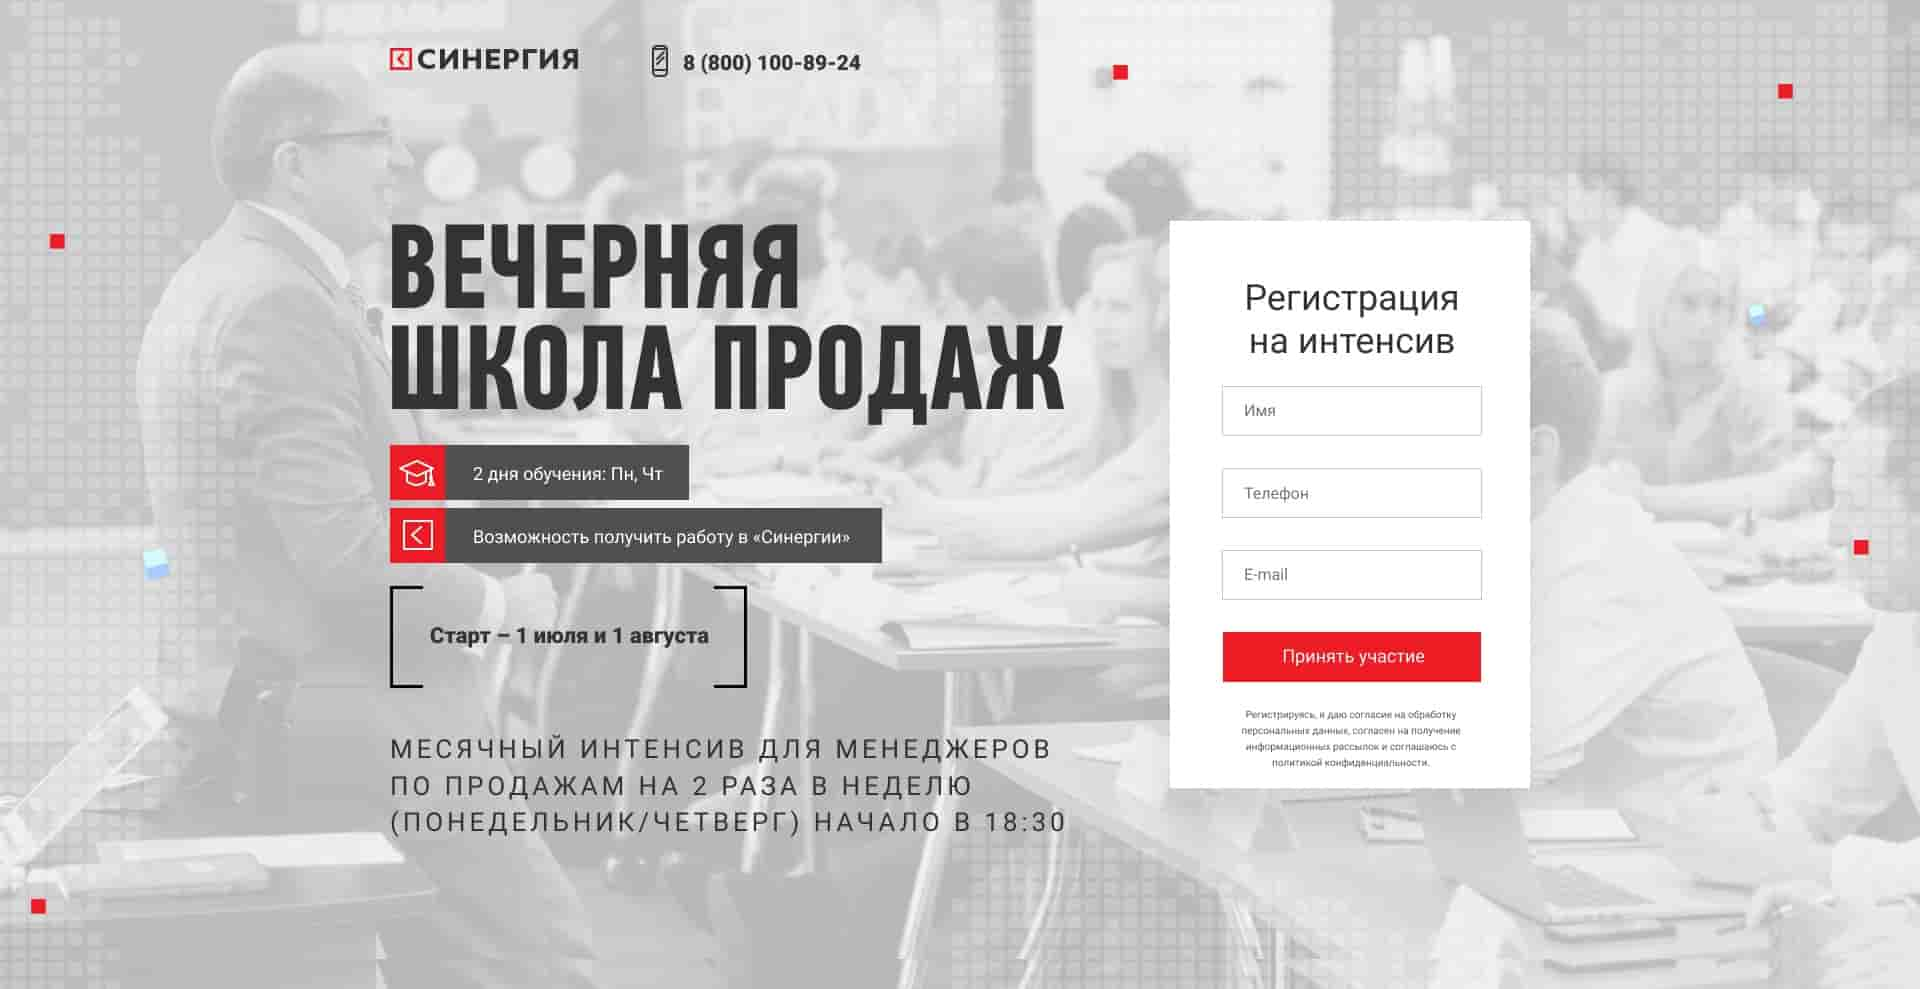 СИНЕРГИЯ
8 (800) 100-89-24
ВЕЧЕРНЯЯ
ШКОЛА ПРОДАЖ
2 дня обучения: Пн, Чт
Возможность получить работу в «Синергии»
Старт – 1 июля и 1 августа
МЕСЯЧНЫЙ ИНТЕНСИВ ДЛЯ МЕНЕДЖЕРОВ
ПО ПРОДАЖАМ НА 2 РАЗА В НЕДЕЛЮ
(ПОНЕДЕЛЬНИК/ЧЕТВЕРГ) НАЧАЛО В 18:30
Регистрация
на интенсив
Имя
Телефон
E-mail
Принять участие
Регистрируясь, я даю согласие на обработку
персональных данных, согласен на получение
информационных рассылок и соглашаюсь с
политикой конфиденциальности.